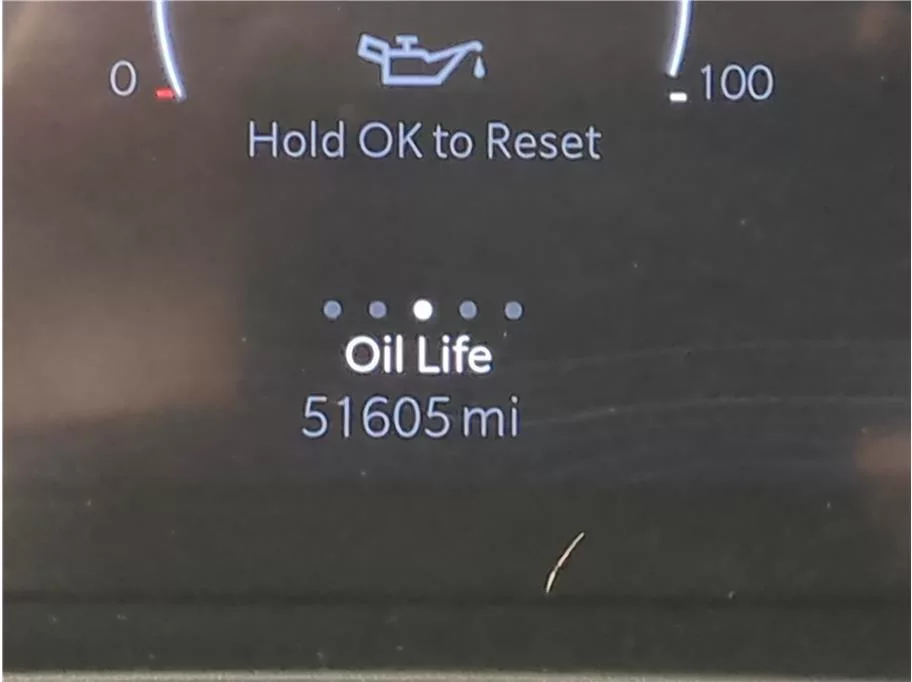 0
100
Hold OK to Reset
Oil Life
51605 mi